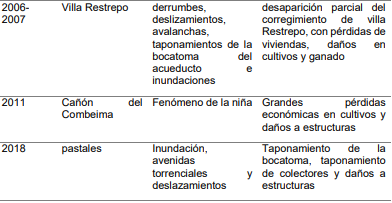 2006-
2007
Villa Restrepo
derrumbes,
deslizamientos,
avalanchas,
taponamientos de la
bocatoma del
acueducto e
inundaciones
desaparición parcial del
corregimiento de villa
Restrepo, con pérdidas de
viviendas, daños en
cultivos y ganado
2011
Cañón del
Combeima
Fenómeno de la niña
Grandes pérdidas
económicas en cultivos y
daños a estructuras
2018
pastales
Inundación,
avenidas
torrenciales y
deslazamientos
Taponamiento de la
bocatoma, taponamiento
de colectores y daños a
estructuras